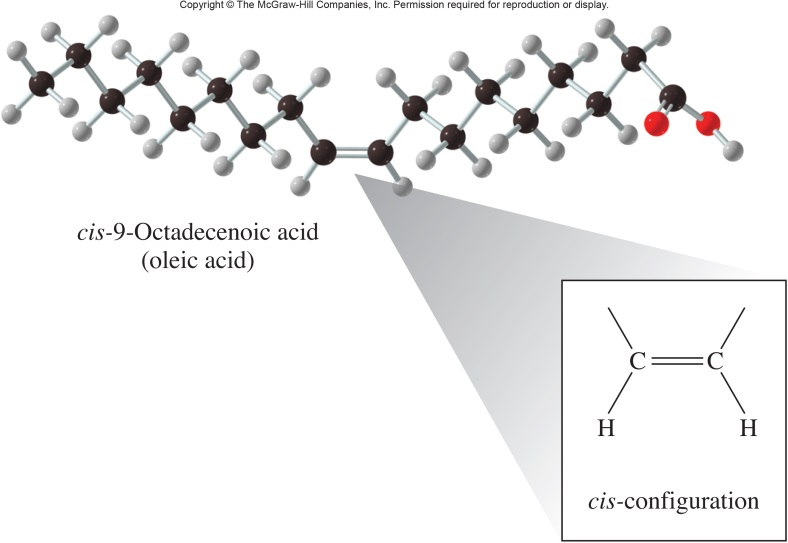 Copyright © The McGraw-Hill Companies, Inc. Permission required for reproduction or display.
cis-9-Octadecenoic acid
(oleic acid)
C C
H H
cis-configuration